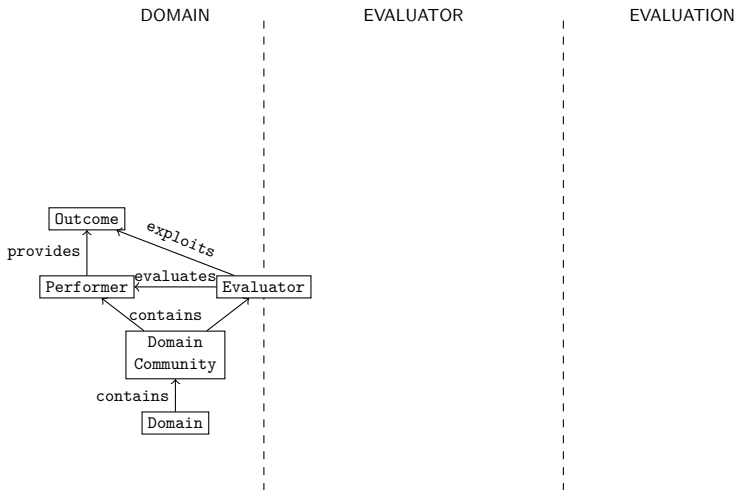 DOMAIN EVALUATOR EVALUATION
Outcome
exploits
provides
evaluates
Performer
Evaluator
contains
Domain
Community
contains
Domain